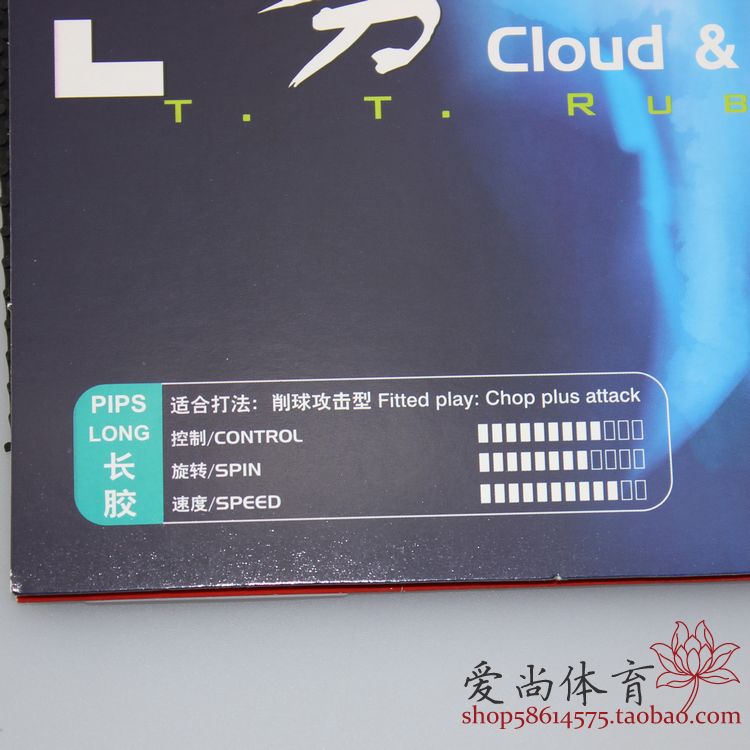 Cloud &
T. T. RUB
PIPS
LONG
长
胶
适合打法：削球攻击型 Fitted play: Chop plus attack
控制/CONTROL
旋转/SPIN
速度/SPEED
爱尚体育
shop58614575.taobao.com